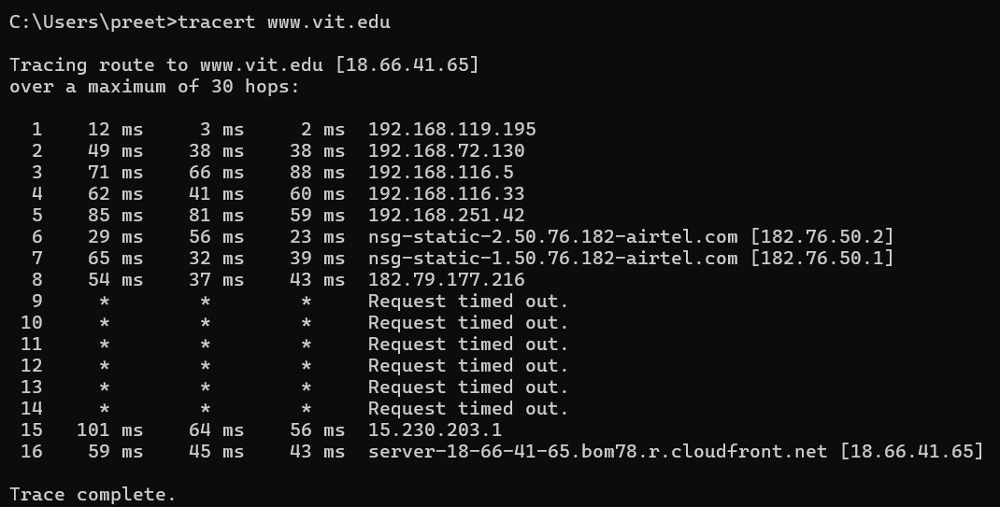 C:\Users\preet>tracert www.vit.edu
Tracing route to www.vit.edu [18.66.41.65]
over a maximum of 30 hops:
1 12 ms 3 ms 2 ms 192.168.119.195
2 49 ms 38 ms 38 ms 192.168.72.130
3 71 ms 66 ms 88 ms 192.168.116.5
4 62 ms 41 ms 60 ms 192.168.116.33
5 85 ms 81 ms 59 ms 192.168.251.42
6 29 ms 56 ms 23 ms nsg-static-2.50.76.182-airtel.com [182.76.50.2]
7 65 ms 32 ms 39 ms nsg-static-1.50.76.182-airtel.com [182.76.50.1]
8 54 ms 37 ms 43 ms 182.79.177.216
9 * * * Request timed out.
10 * * * Request timed out.
11 * * * Request timed out.
12 * * * Request timed out.
13 * * * Request timed out.
14 * * * Request timed out.
15 101 ms 64 ms 56 ms 15.230.203.1
16 59 ms 45 ms 43 ms server-18-66-41-65.bom78.r.cloudfront.net [18.66.41.65]
Trace complete.